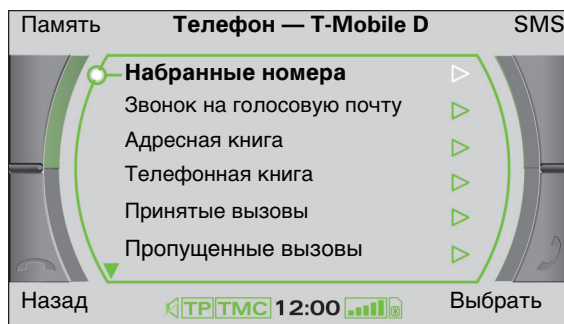 Память Телефон — T-Mobile D SMS
Набранные номера
Звонок на голосовую почту
Адресная книга
Телефонная книга
Принятые вызовы
Пропущенные вызовы
Назад TP TMC 12:00 Выбрать